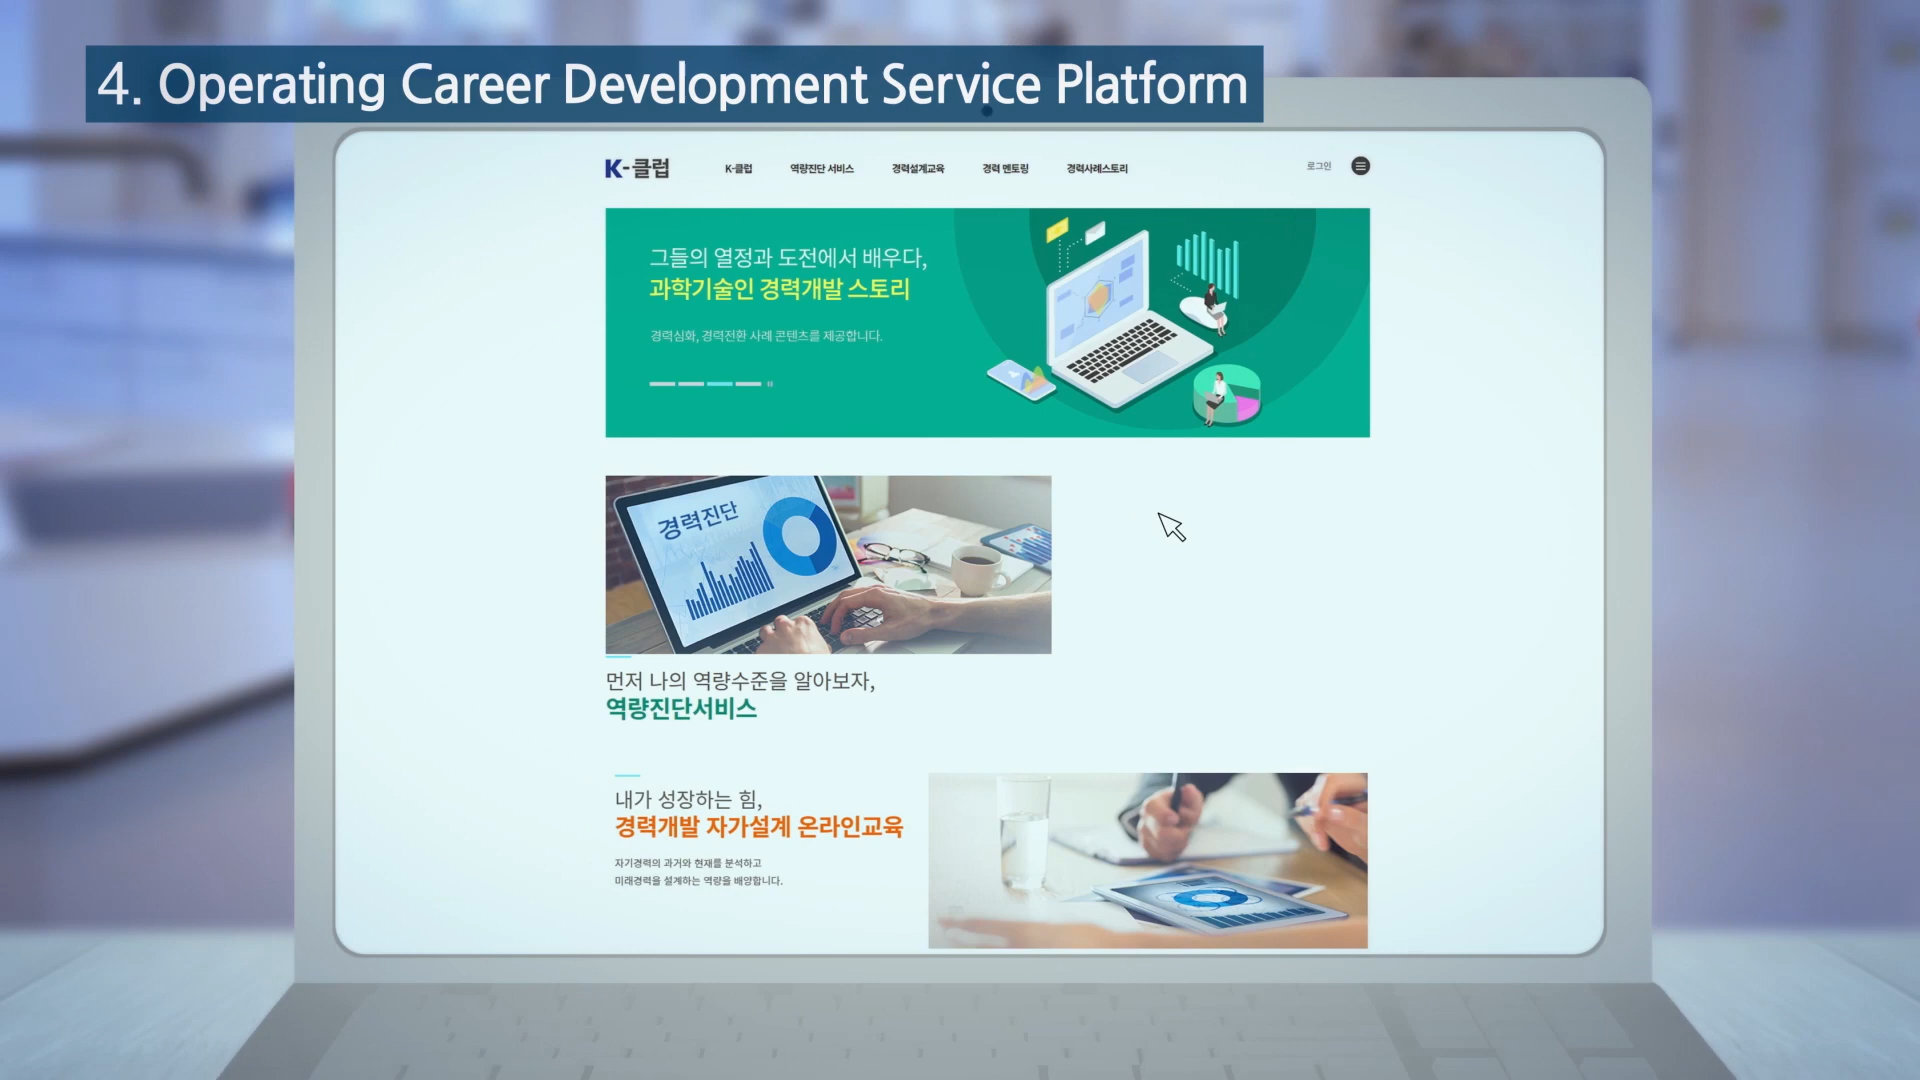 4. Operating Career Development Service Platform
K-클럽
K-클럽 역량진단 서비스 경력설계교육 경력 멘토링 경력사례스토리
로그인
그들의 열정과 도전에서 배우다,
과학기술인 경력개발 스토리
경력심화, 경력전환 사례 콘텐츠를 제공합니다.
경력진단
먼저 나의 역량수준을 알아보자,
역량진단서비스
내가 성장하는 힘,
경력개발 자가설계 온라인교육
자기경력의 과거와 현재를 분석하고
미래경력을 설계하는 역량을 배양합니다.